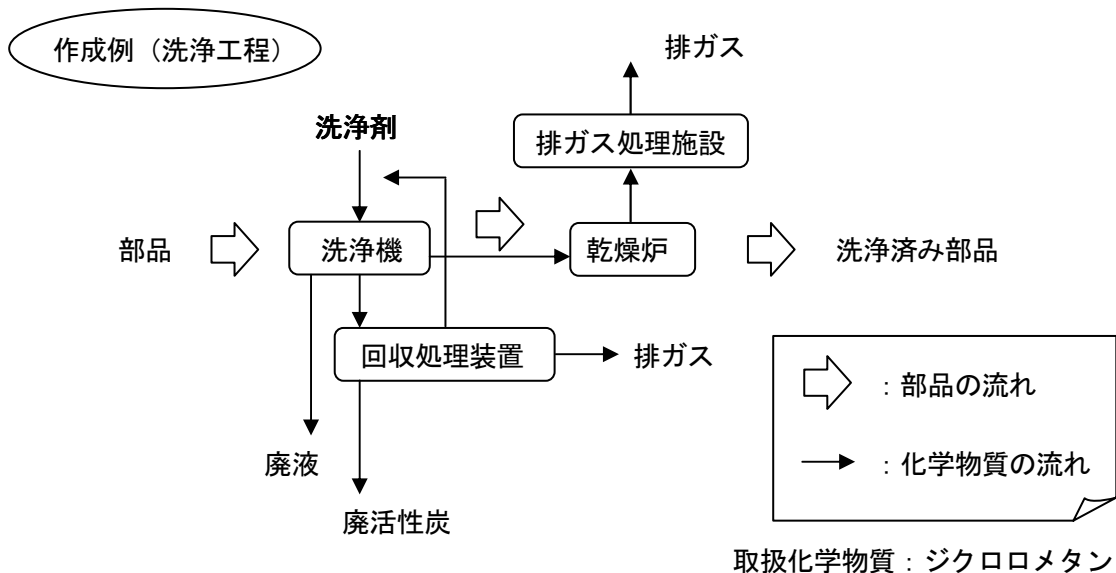 作成例（洗浄工程）
排ガス
洗浄剤
排ガス処理施設
部品
洗浄機
乾燥炉
洗浄済み部品
回収処理装置
排ガス
：部品の流れ
：化学物質の流れ
廃液
廃活性炭
取扱化学物質：ジクロロメタン